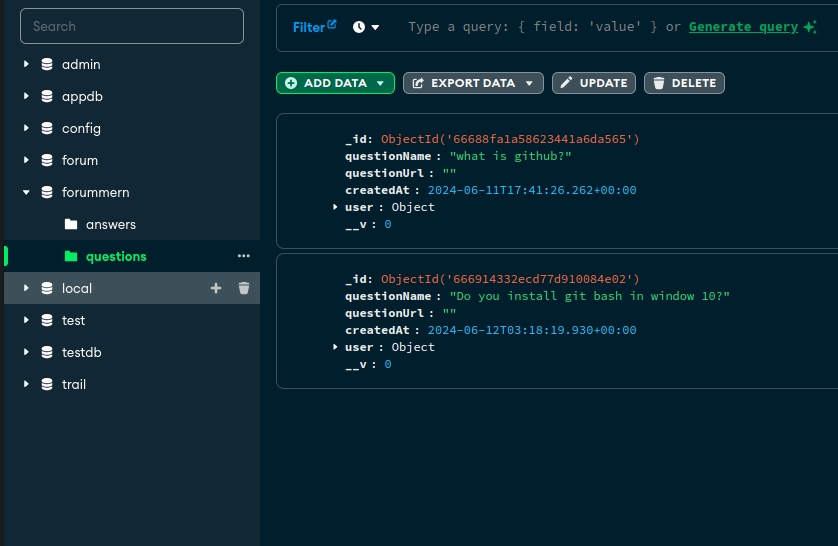 Search
admin
appdb
config
forum
forummern
answers
questions
local
test
testdb
trail
Filter
Type a query: { field: 'value' } or Generate query
ADD DATA
EXPORT DATA
UPDATE
DELETE
_id: ObjectId('66688fa1a58623441a6da565')
questionName : "what is github?"
questionUrl : ""
createdAt : 2024-06-11T17:41:26.262+00:00
user : Object
__v : 0
_id: ObjectId('666914332ecd77d910084e02')
questionName : "Do you install git bash in window 10?"
questionUrl : ""
createdAt : 2024-06-12T03:18:19.930+00:00
user : Object
__v : 0